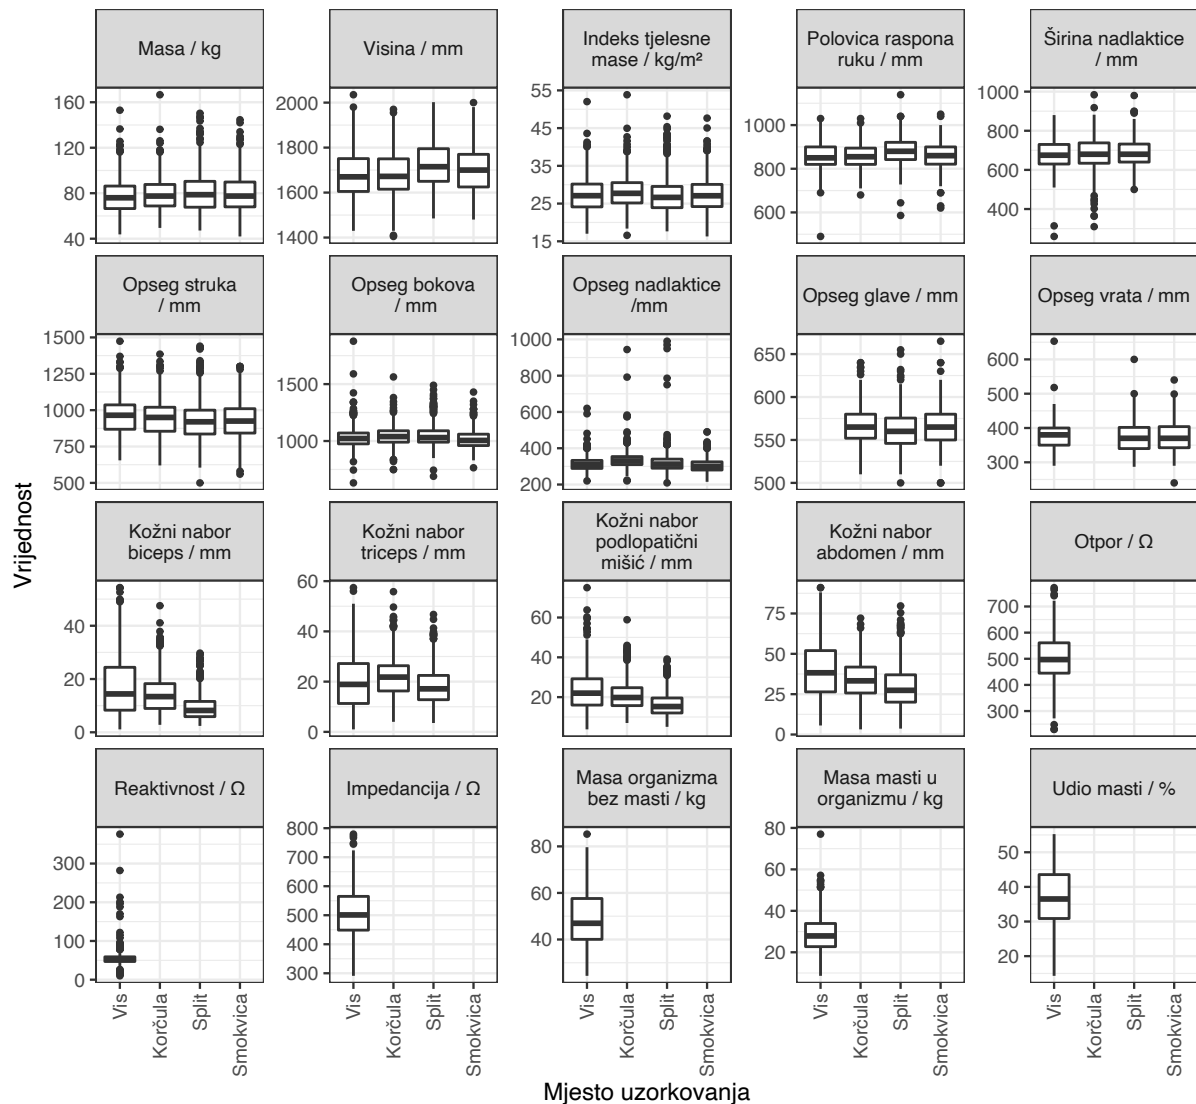 Masa / kg
Visina / mm
Indeks tjelesne
mase / kg/m²
Polovica raspona
ruku / mm
Širina nadlaktice
/ mm
160
120
80
40
2000
1800
1600
1400
55
45
35
25
15
1000
800
600
1000
800
600
400
Opseg struka
/ mm
Opseg bokova
/ mm
Opseg nadlaktice
/mm
Opseg glave / mm
Opseg vrata / mm
1500
1250
1000
750
500
1500
1000
1000
800
600
400
200
650
600
550
500
600
500
400
300
Vrijednost
Kožni nabor
biceps / mm
Kožni nabor
triceps / mm
Kožni nabor
podlopatični
mišić / mm
Kožni nabor
abdomen / mm
Otpor / Ω
40
20
0
60
40
20
0
60
40
20
75
50
25
0
700
600
500
400
300
Reaktivnost / Ω
Impedancija / Ω
Masa organizma
bez masti / kg
Masa masti u
organizmu / kg
Udio masti / %
300
200
100
0
800
700
600
500
400
300
80
60
40
80
60
40
20
50
40
30
20
Vis
Korčula
Split
Smokvica
Vis
Korčula
Split
Smokvica
Vis
Korčula
Split
Smokvica
Vis
Korčula
Split
Smokvica
Vis
Korčula
Split
Smokvica
Mjesto uzorkovanja